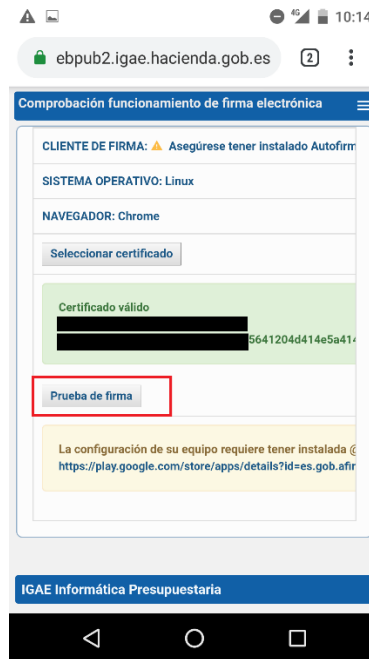 4G 10:14
ebpub2.igae.hacienda.gob.es 2
Comprobación funcionamiento de firma electrónica
CLIENTE DE FIRMA: Asegúrese tener instalado Autofirm
SISTEMA OPERATIVO: Linux
NAVEGADOR: Chrome
Seleccionar certificado
Certificado válido
5641204d414e5a414
Prueba de firma
La configuración de su equipo requiere tener instalada @
https://play.google.com/store/apps/details?id=es.gob.afir
IGAE Informática Presupuestaria